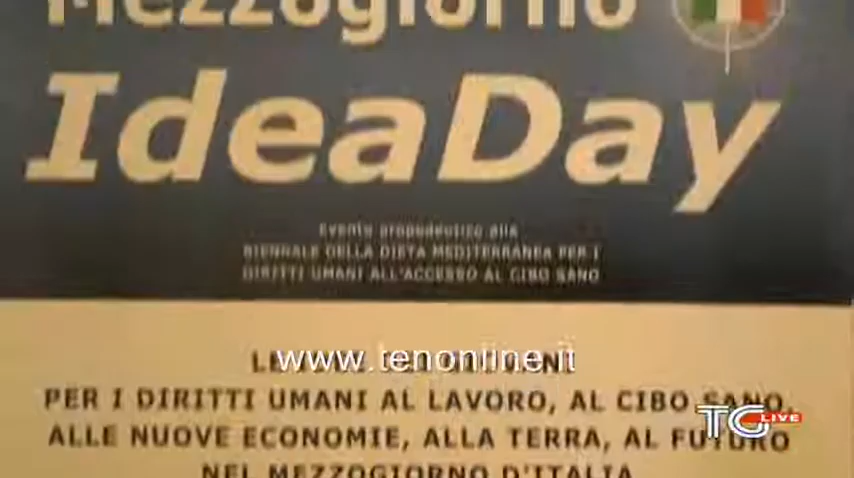 Mezzogiorno
IdeaDay
Evento propedeutico alla
BIENNALE DELLA DIETA MEDITERRANEA PER I
DIRITTI UMANI ALL'ACCESSO AL CIBO SANO
www.tenonline.it
PER I DIRITTI UMANI AL LAVORO, AL CIBO SANO,
ALLE NUOVE ECONOMIE, ALLA TERRA, AL FUTURO
NEL MEZZOGIORNO D'ITALIA
TG LIVE